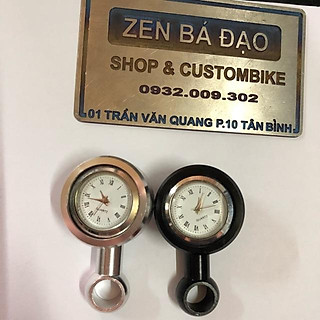 ZEN BÁ ĐẠO
SHOP & CUSTOMBIKE
0932.009.302
01 TRẦN VĂN QUANG P.10 TÂN BÌNH